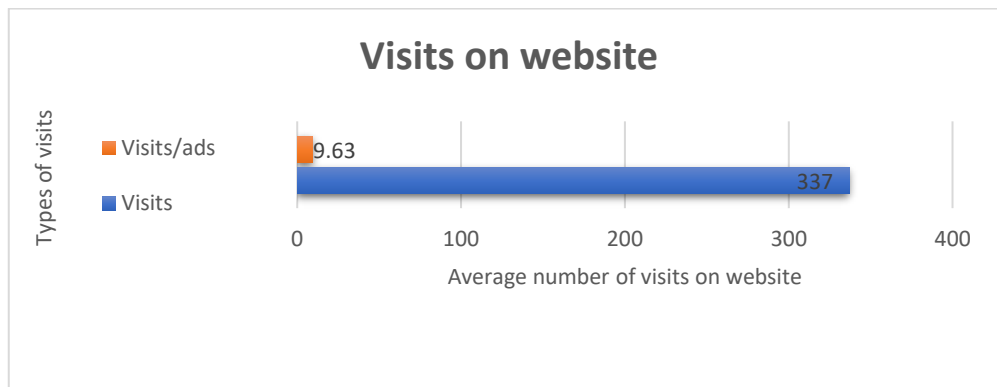 Visits on website
Types of visits
Visits/ads
Visits
9.63
337
0 100 200 300 400
Average number of visits on website